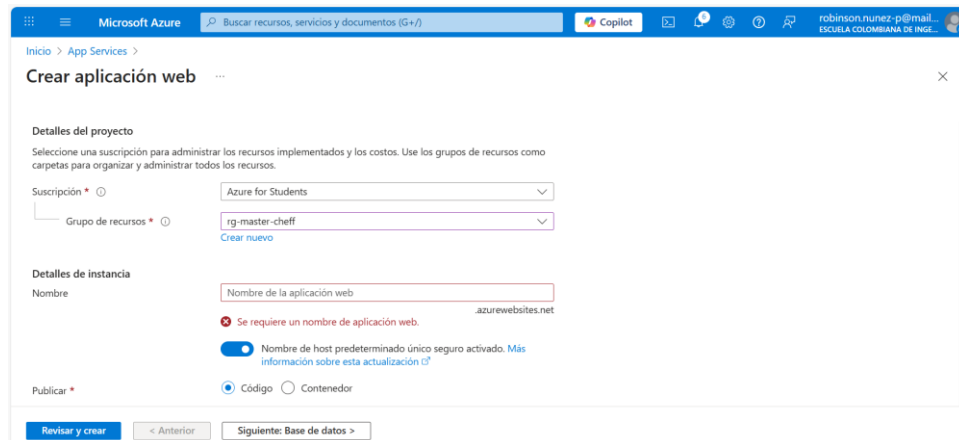 Microsoft Azure
Buscar recursos, servicios y documentos (G+/)
Copilot
6
robinson.nunez-p@mail...
ESCUELA COLOMBIANA DE INGE...
Inicio > App Services >
Crear aplicación web ...
Detalles del proyecto
Seleccione una suscripción para administrar los recursos implementados y los costos. Use los grupos de recursos como
carpetas para organizar y administrar todos los recursos.
Suscripción *
Azure for Students
Grupo de recursos *
rg-master-cheff
Crear nuevo
Detalles de instancia
Nombre
Nombre de la aplicación web
.azurewebsites.net
Se requiere un nombre de aplicación web.
Nombre de host predeterminado único seguro activado. Más
información sobre esta actualización
Publicar *
Código
Contenedor
Revisar y crear
< Anterior
Siguiente: Base de datos >